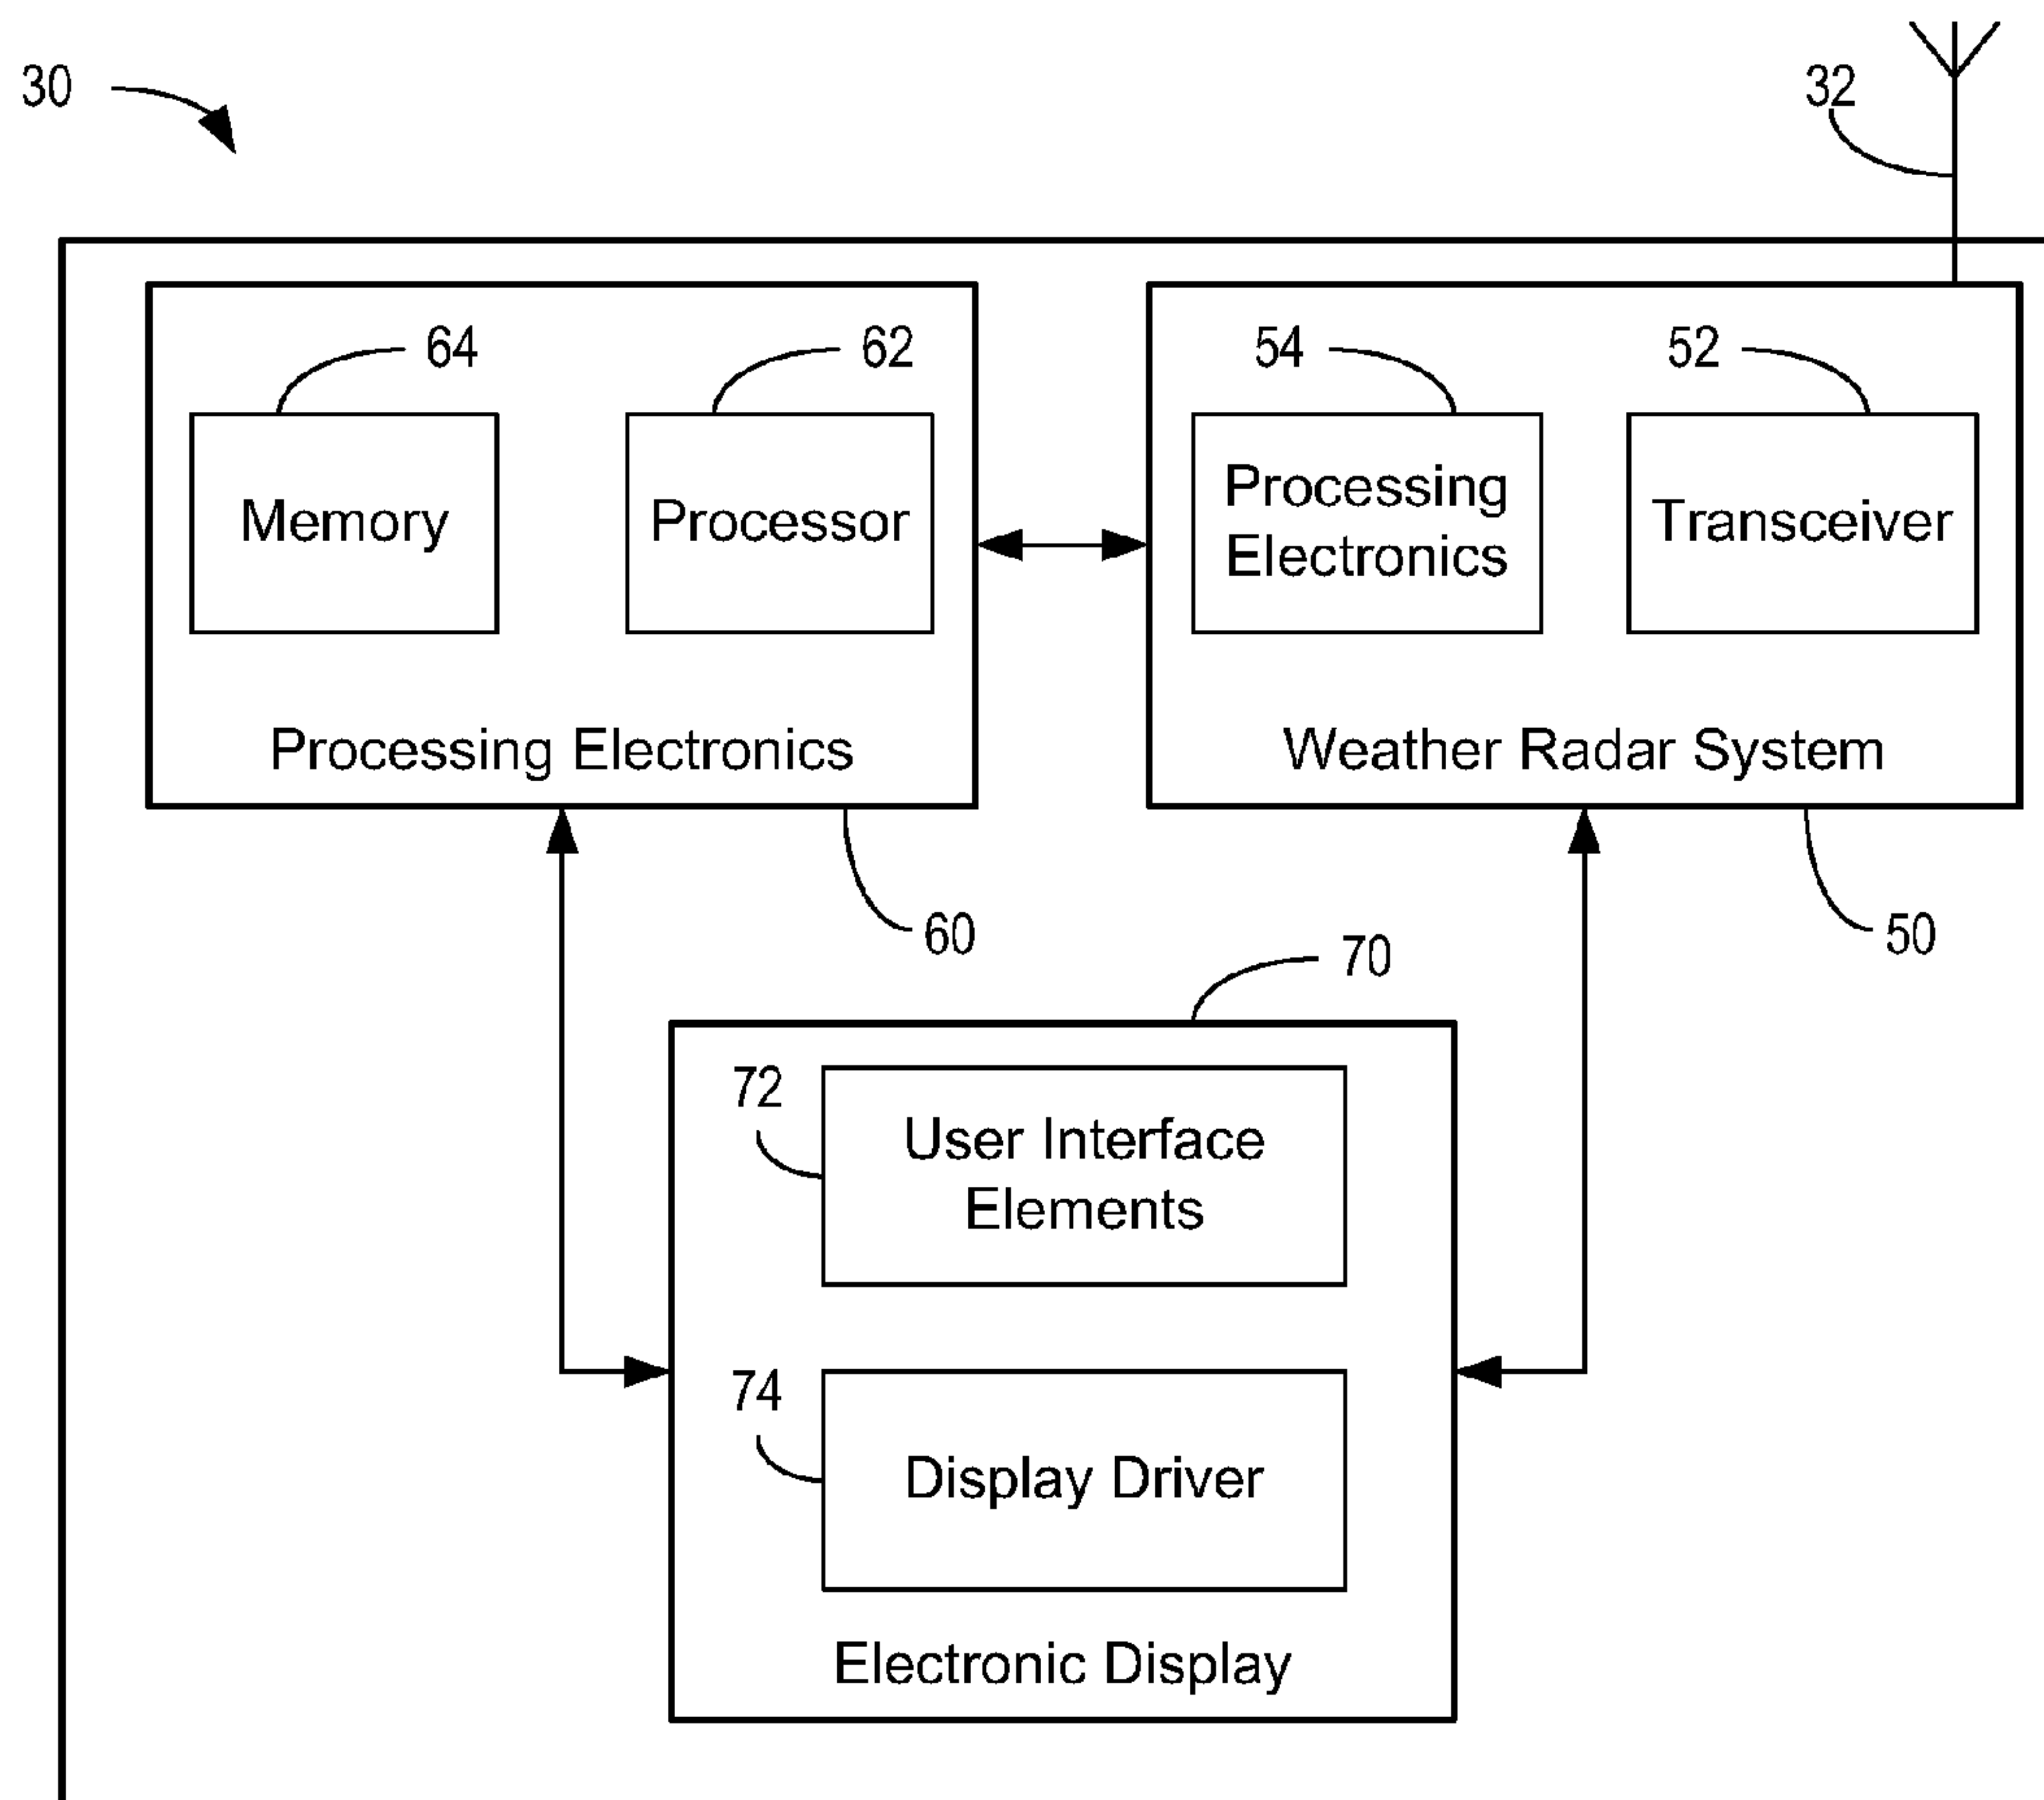 30
32
64
62
54
52
Memory
Processor
Processing
Electronics
Transceiver
Processing Electronics
Weather Radar System
60
50
70
72
User Interface
Elements
74
Display Driver
Electronic Display